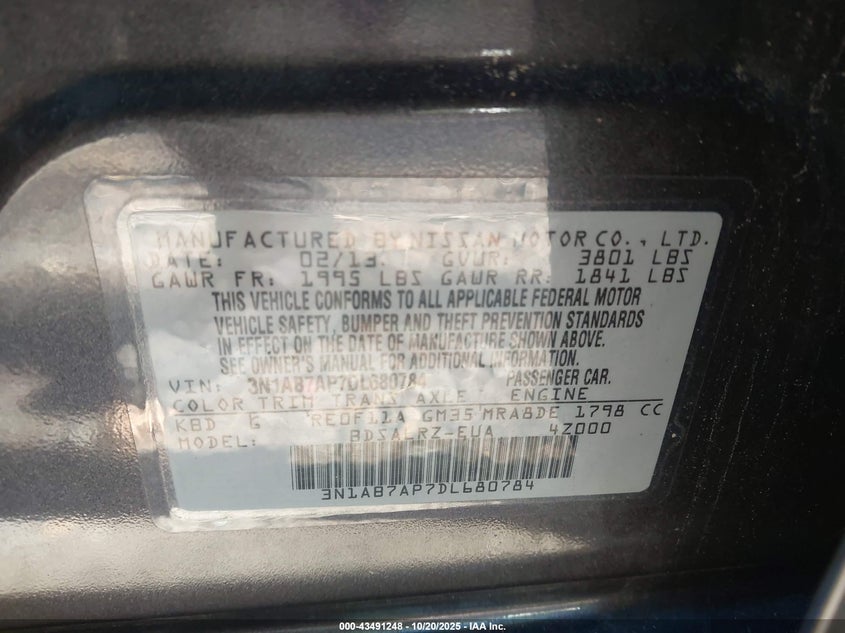 MANUFACTURED BY NISSAN MOTOR CO., LTD.
DATE: 02/13 GVWR: 3801 LBS
GAWR FR: 1995 LBS GAWR RR: 1841 LBS
THIS VEHICLE CONFORMS TO ALL APPLICABLE FEDERAL MOTOR
VEHICLE SAFETY, BUMPER AND THEFT PREVENTION STANDARDS
IN EFFECT ON THE DATE OF MANUFACTURE SHOWN ABOVE.
SEE OWNER'S MANUAL FOR ADDITIONAL INFORMATION.
VIN: 3N1AB7AP7DL680784 PASSENGER CAR.
COLOR TRIM TRANS AXLE ENGINE
KBD G RE0F11A GM35 MRA8DE 1798 CC
MODEL: BDSALRZ-EUA 4Z000
3N1AB7AP7DL680784
000-43491248 - 10/20/2025 - IAA Inc.